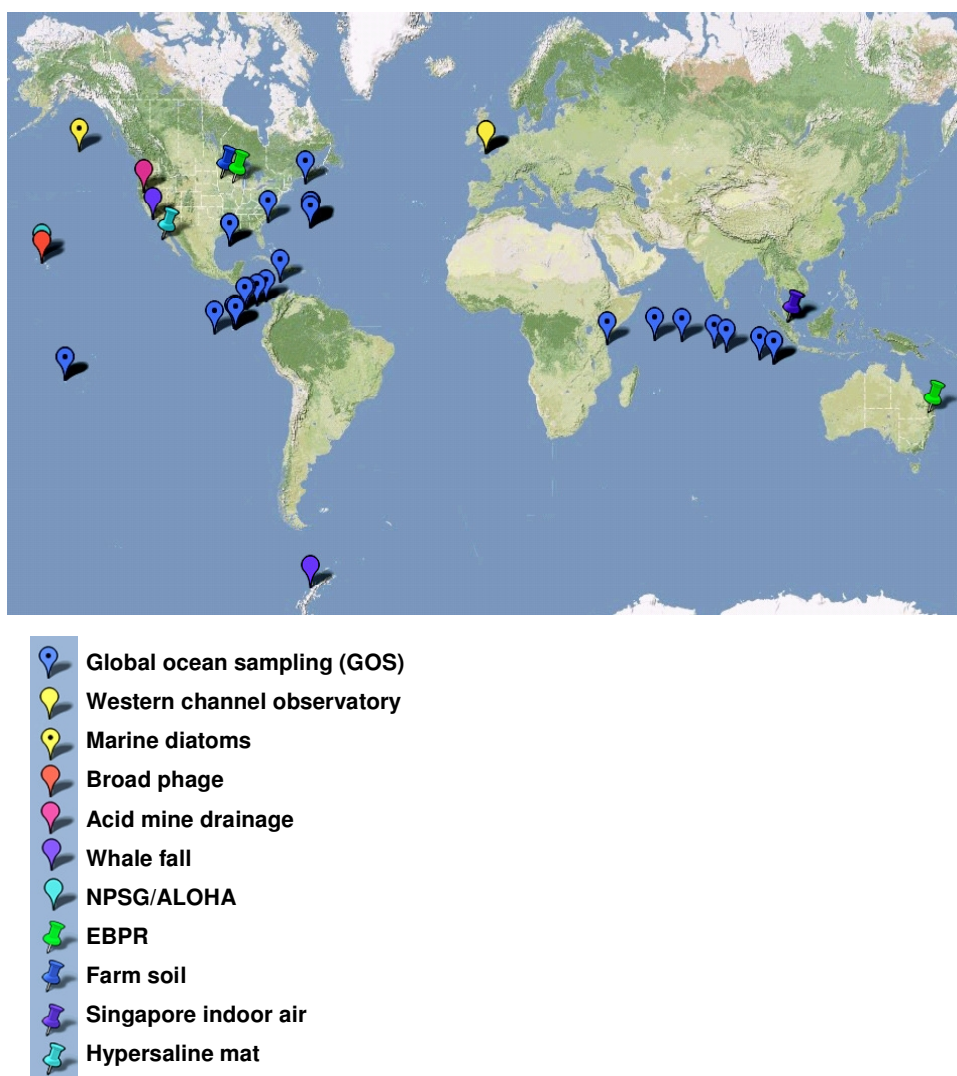 Global ocean sampling (GOS)
Western channel observatory
Marine diatoms
Broad phage
Acid mine drainage
Whale fall
NPSG/ALOHA
EBPR
Farm soil
Singapore indoor air
Hypersaline mat